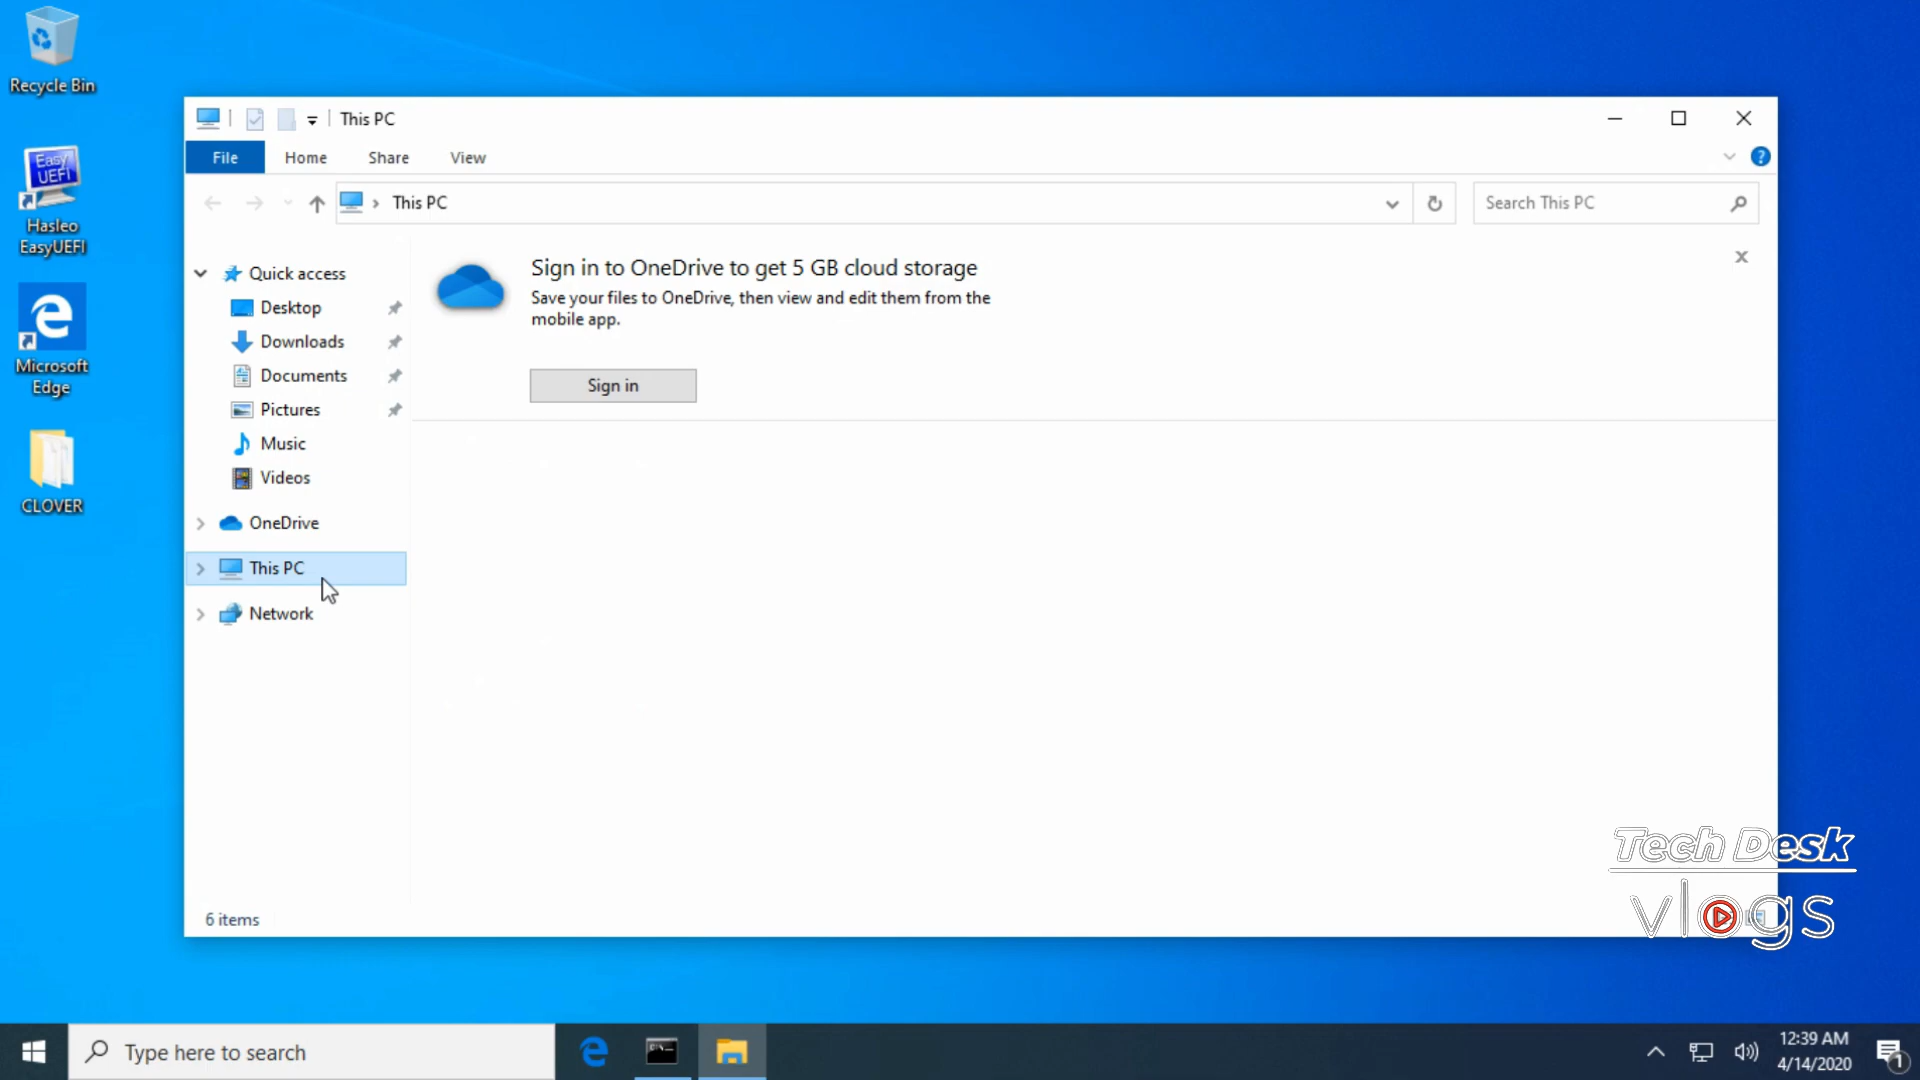 Recycle Bin
Easy
UEFI
Hasleo
EasyUEFI
Microsoft
Edge
CLOVER
This PC
File
Home
Share
View
?
This PC
Search This PC
Quick access
Desktop
Downloads
Documents
Pictures
Music
Videos
OneDrive
This PC
Network
Sign in to OneDrive to get 5 GB cloud storage
Save your files to OneDrive, then view and edit them from the
mobile app.
Sign in
6 items
Tech Desk
vlogs
Type here to search
12:39 AM
4/14/2020
1